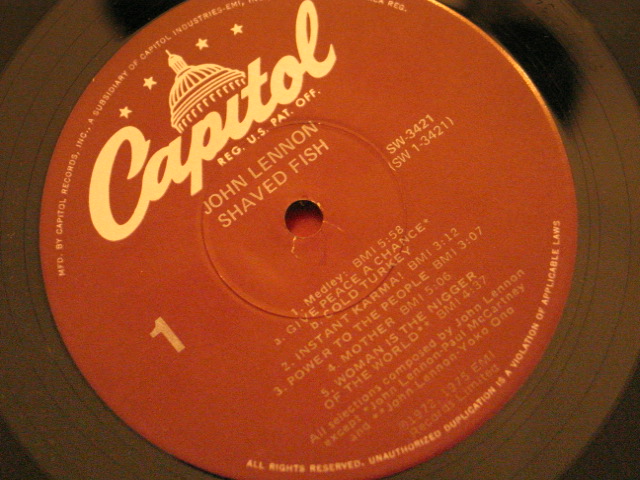 MFD. BY CAPITOL RECORDS, INC., A SUBSIDIARY OF CAPITOL INDUSTRIES-EMI,
REG.
Capitol
REG. U.S. PAT. OFF.
JOHN LENNON
SHAVED FISH
SW-3421
(SW 1-3421)
1
1. Medley: BMI 5:58
a. GIVE PEACE A CHANCE*
b. COLD TURKEY
2. INSTANT KARMA! BMI 3:12
3. POWER TO THE PEOPLE BMI 3:07
4. MOTHER BMI 5:06
5. WOMAN IS THE NIGGER
OF THE WORLD** BMI 4:37
All selections composed by John Lennon
except *John Lennon-Paul McCartney
and **John Lennon-Yoko Ono
1975 EMI
Records Limited
ALL RIGHTS RESERVED. UNAUTHORIZED DUPLICATION IS A VIOLATION OF APPLICABLE LAWS